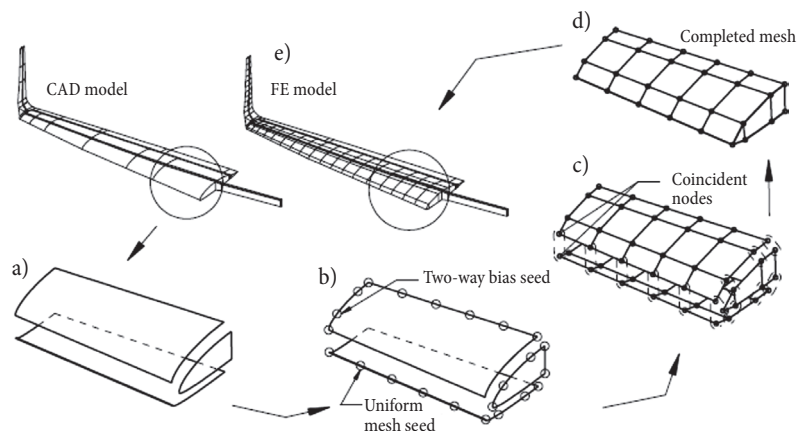 d)
Completed mesh
e)
CAD model
FE model
c)
Coincident
nodes
a)
b)
Two-way bias seed
Uniform
mesh seed